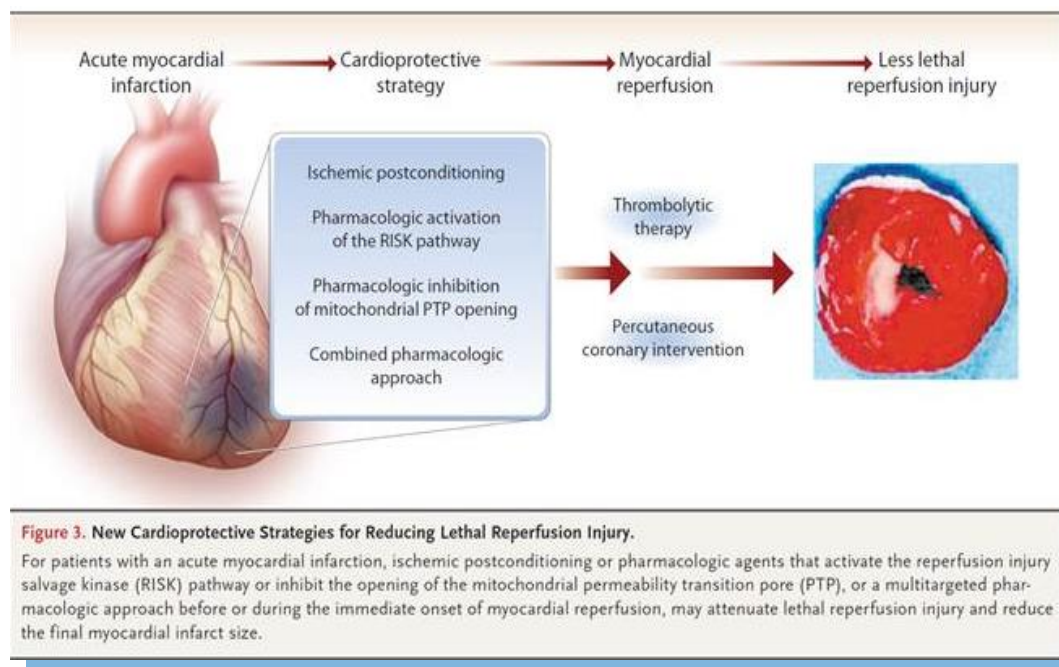 Acute myocardial
infarction
Cardioprotective
strategy
Myocardial
reperfusion
Less lethal
reperfusion injury
Ischemic postconditioning
Pharmacologic activation
of the RISK pathway
Pharmacologic inhibition
of mitochondrial PTP opening
Combined pharmacologic
approach
Thrombolytic
therapy
Percutaneous
coronary intervention
Figure 3. New Cardioprotective Strategies for Reducing Lethal Reperfusion Injury.
For patients with an acute myocardial infarction, ischemic postconditioning or pharmacologic agents that activate the reperfusion injury
salvage kinase (RISK) pathway or inhibit the opening of the mitochondrial permeability transition pore (PTP), or a multitargeted phar-
macologic approach before or during the immediate onset of myocardial reperfusion, may attenuate lethal reperfusion injury and reduce
the final myocardial infarct size.